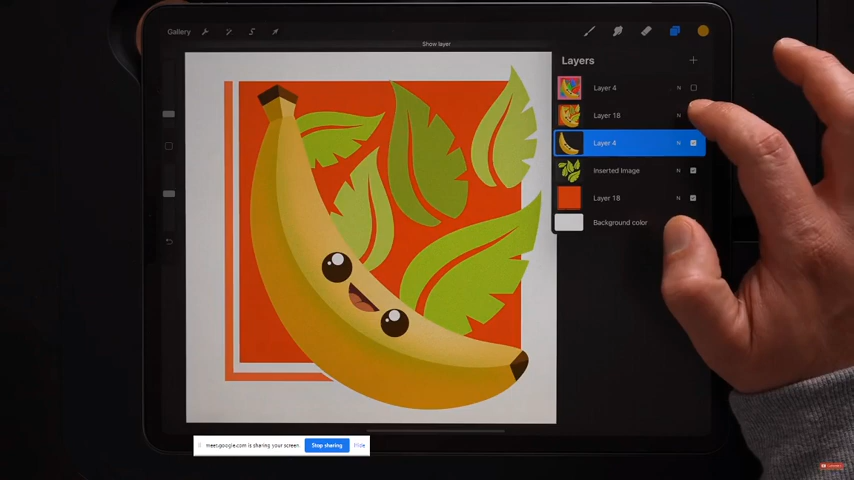 Gallery
Show layer
Layers
Layer 4 N
Layer 18 N
Layer 4 N
Inserted Image N
Layer 18 N
Background color
meet.google.com is sharing your screen. Stop sharing Hide